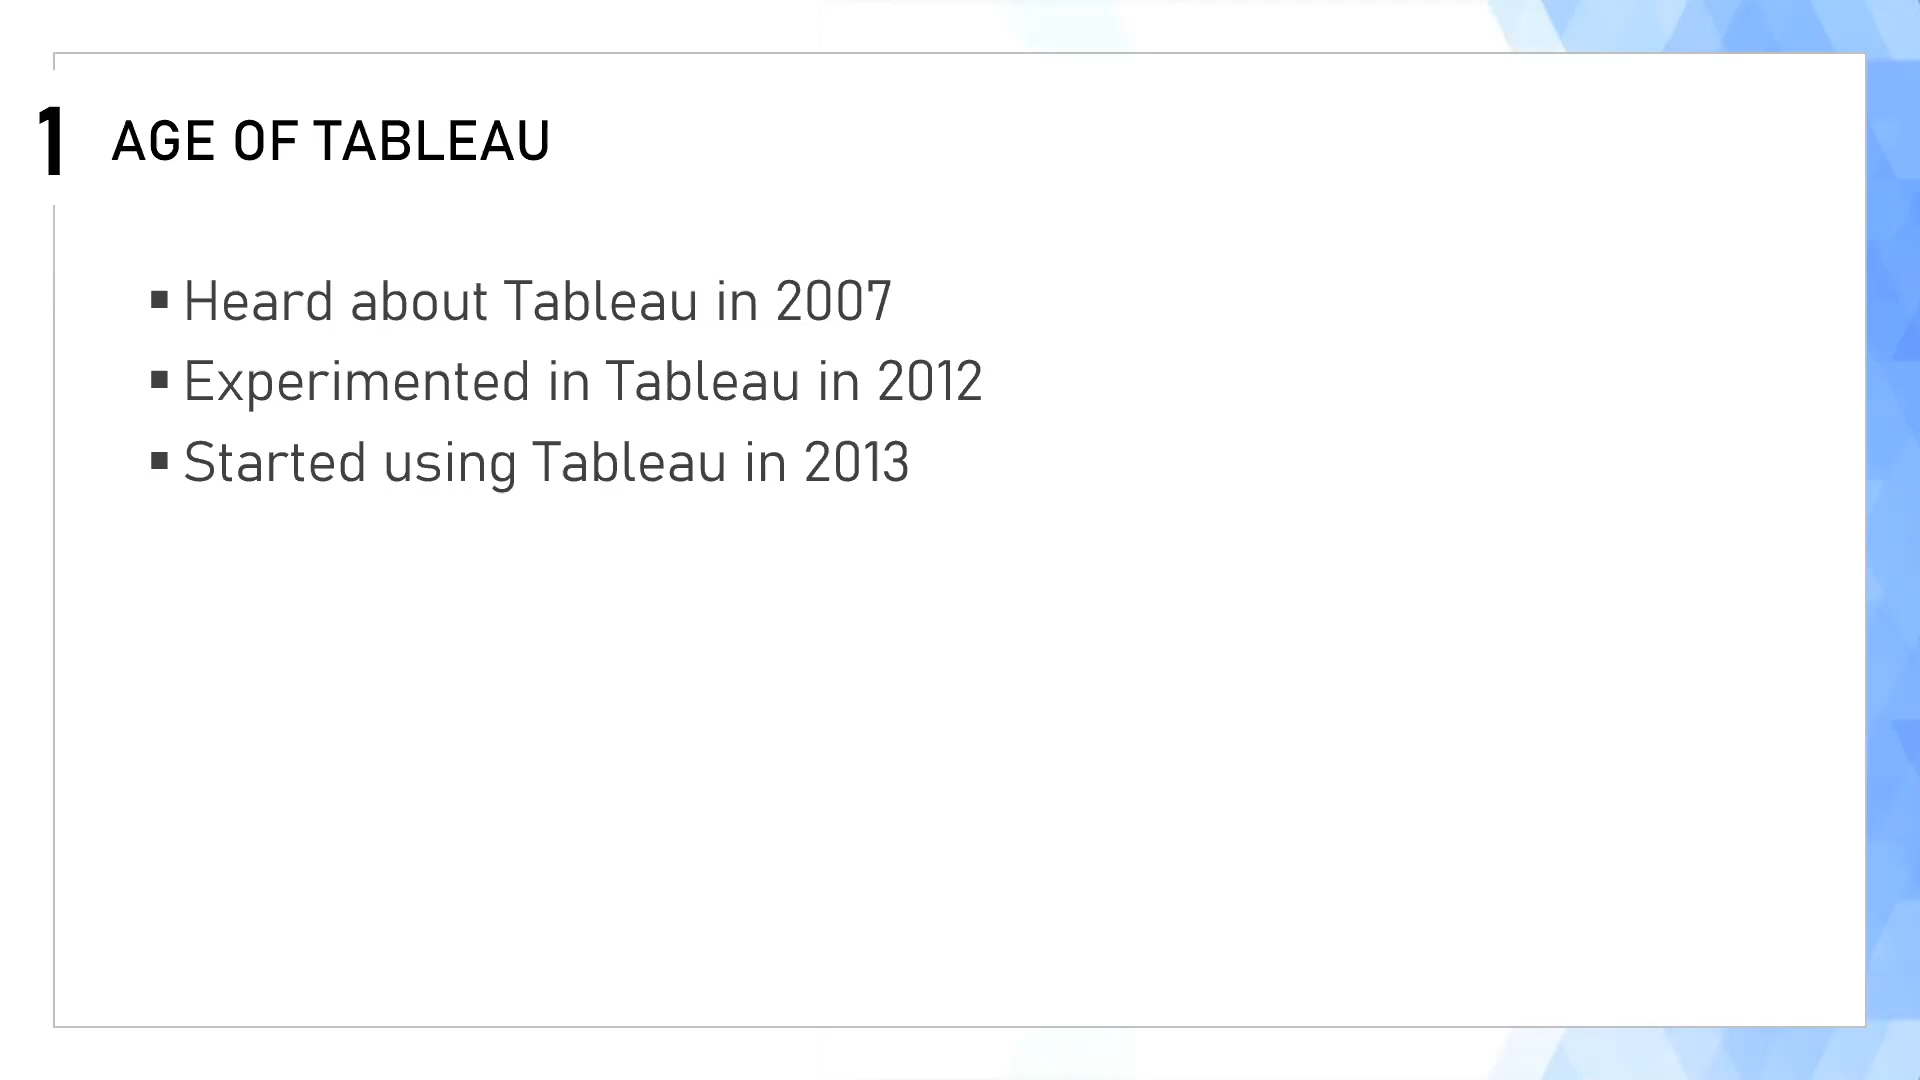 1 AGE OF TABLEAU
▪ Heard about Tableau in 2007
▪ Experimented in Tableau in 2012
▪ Started using Tableau in 2013